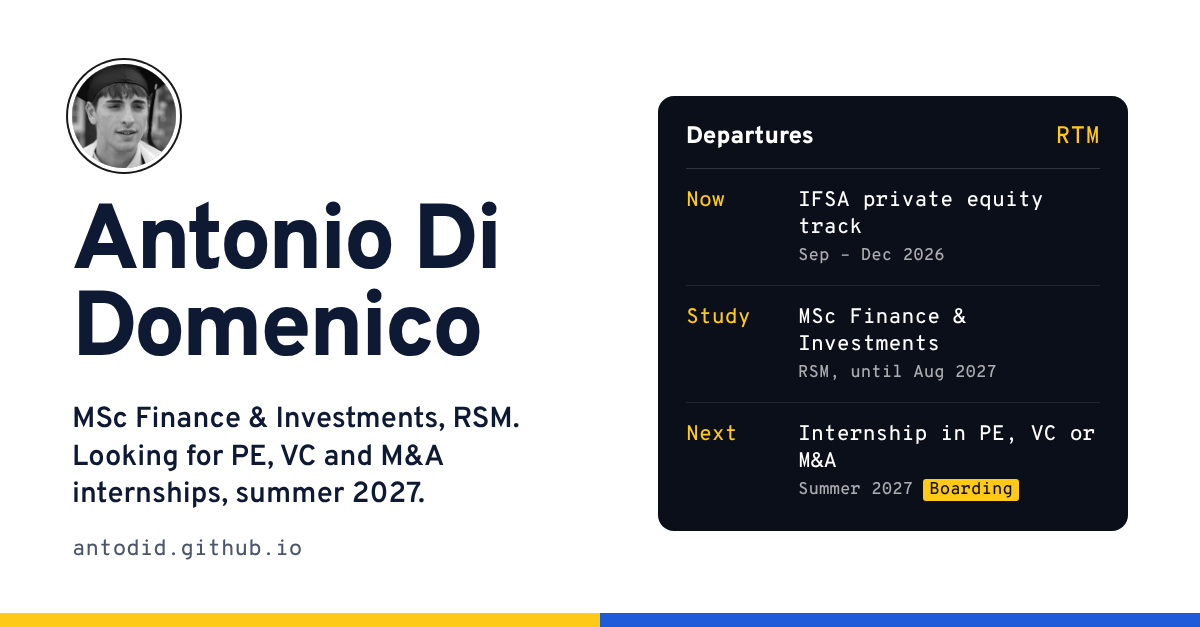 Antonio Di
Domenico
MSc Finance & Investments, RSM.
Looking for PE, VC and M&A
internships, summer 2027.
antodid.github.io
Departures RTM
Now IFSA private equity
track
Sep – Dec 2026
Study MSc Finance &
Investments
RSM, until Aug 2027
Next Internship in PE, VC or
M&A
Summer 2027 Boarding